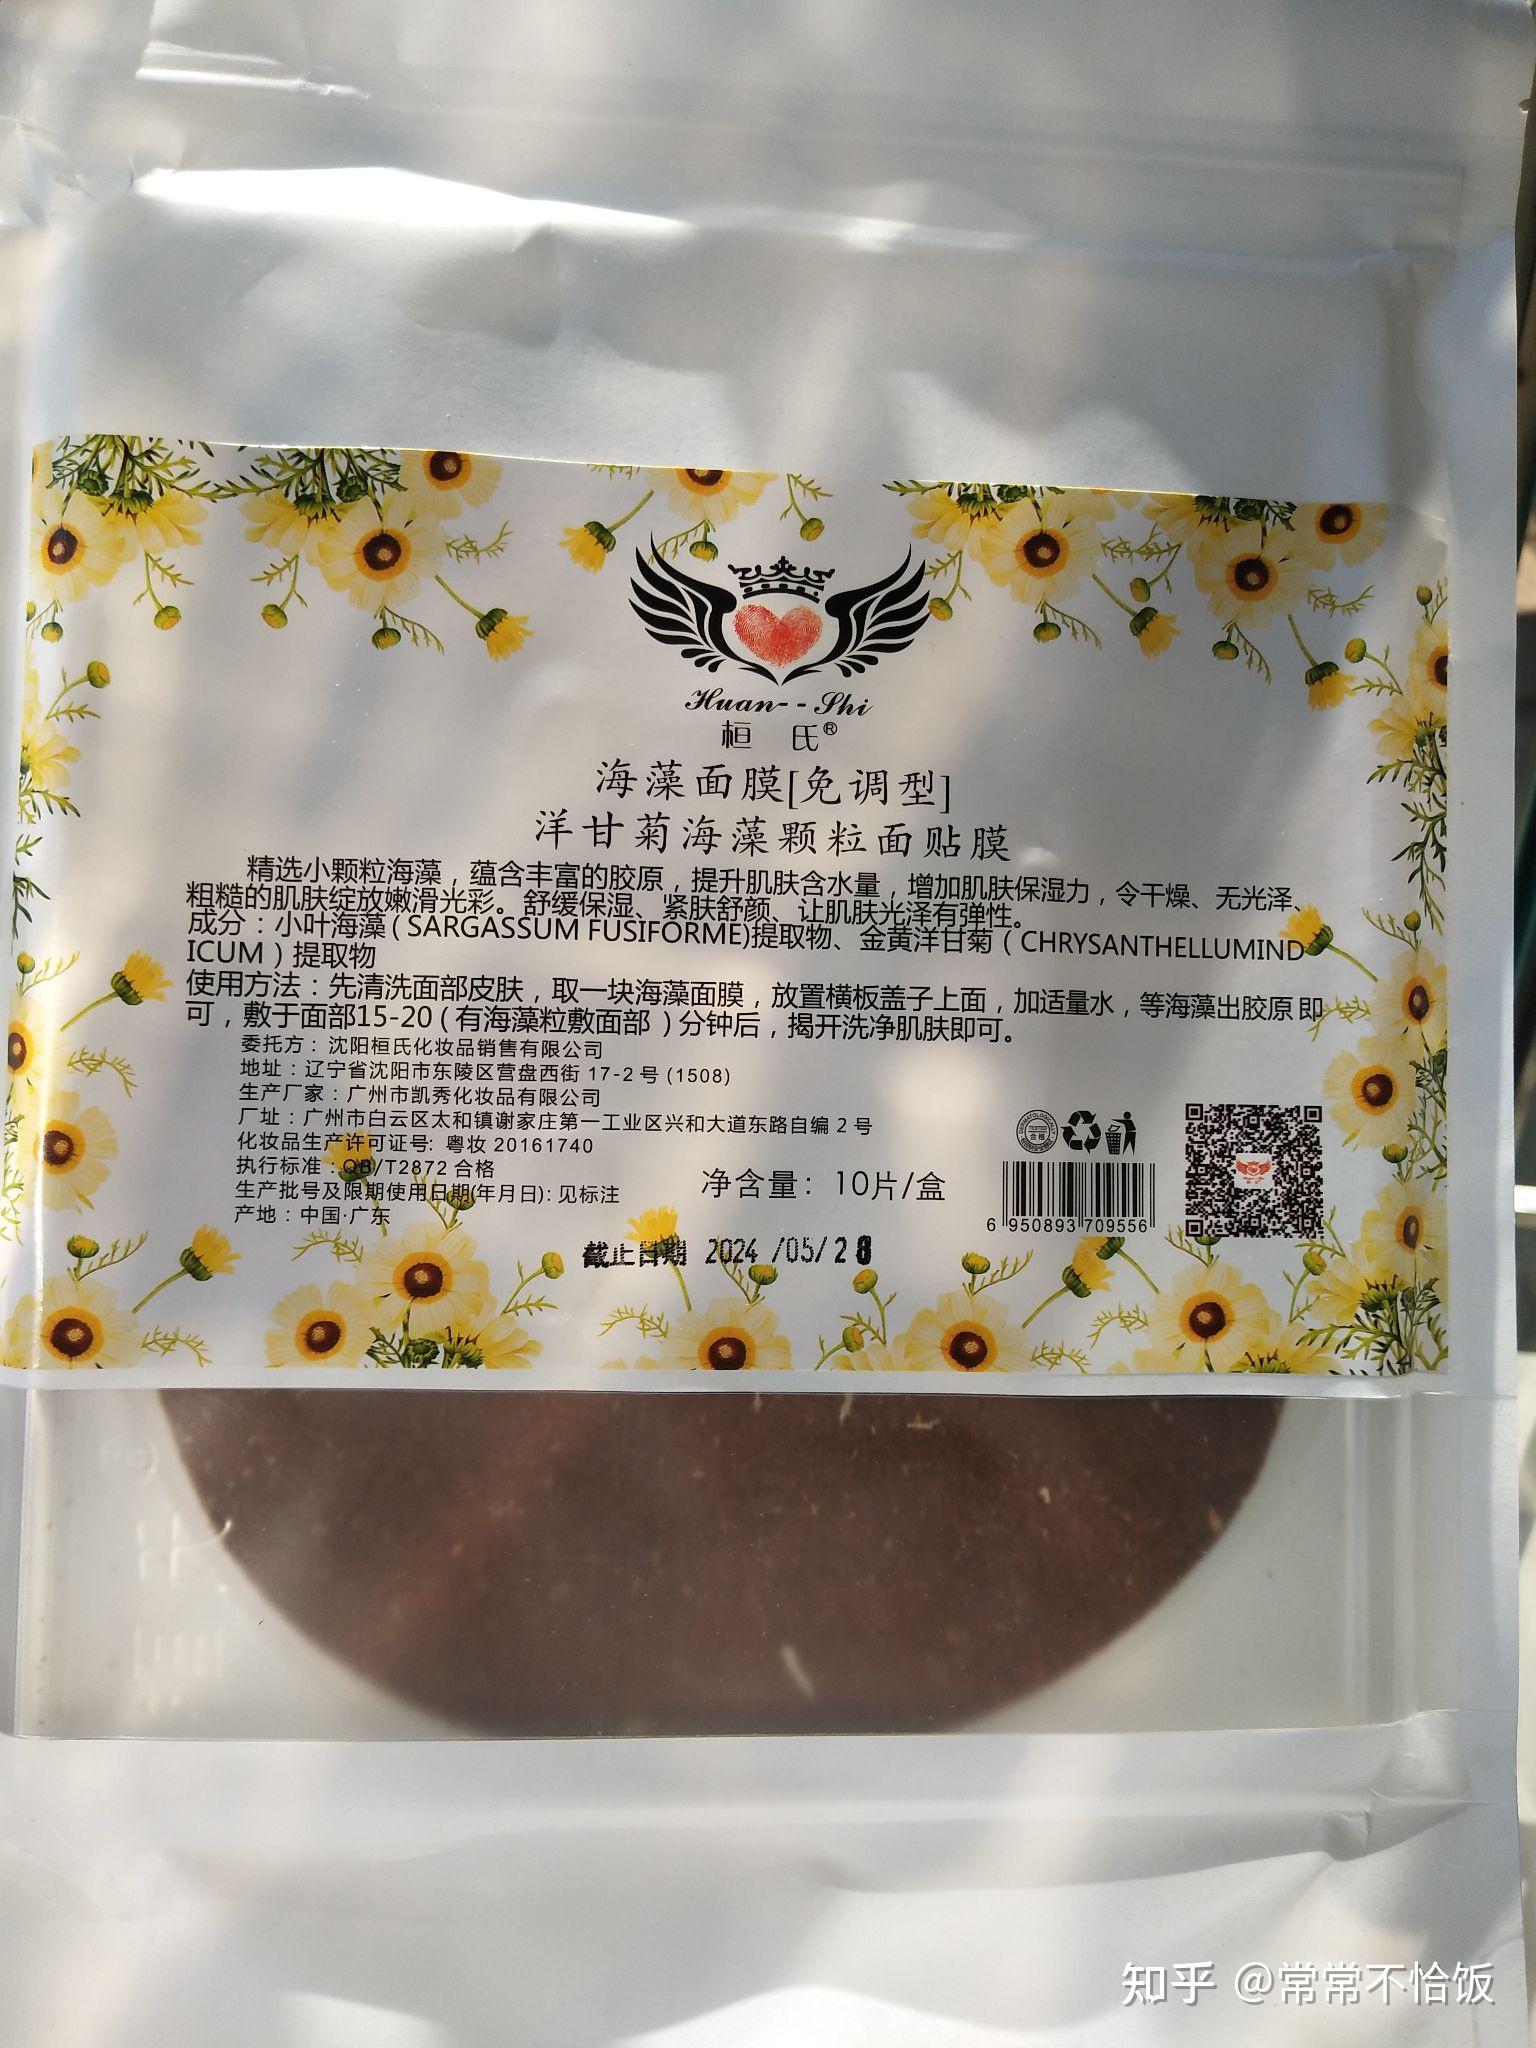 Huan--Shi
桓 氏®
海藻面膜[免调型]
洋甘菊海藻颗粒面贴膜
精选小颗粒海藻，蕴含丰富的胶原，提升肌肤含水量，增加肌肤保湿力，令干燥、无光泽、
粗糙的肌肤绽放嫩滑光彩。舒缓保湿、紧肤舒颜、让肌肤光泽有弹性。
成分：小叶海藻（SARGASSUM FUSIFORME)提取物、金黄洋甘菊（CHRYSANTHELLUMIND
ICUM）提取物
使用方法：先清洗面部皮肤，取一块海藻面膜，放置横板盖子上面，加适量水，等海藻出胶原 即
可，敷于面部15-20（有海藻粒敷面部 ）分钟后，揭开洗净肌肤即可。
委托方：沈阳桓氏化妆品销售有限公司
地址：辽宁省沈阳市东陵区营盘西街 17-2 号 (1508)
生产厂家：广州市凯秀化妆品有限公司
厂址：广州市白云区太和镇谢家庄第一工业区兴和大道东路自编 2 号
化妆品生产许可证号: 粤妆 20161740
执行标准：QB/T2872 合格
生产批号及限期使用日期(年月日): 见标注
产地：中国·广东
净含量：10片/盒
TESTED
合格
6 950893 709556
截止日期 2024 /05/28
知乎 @常常不恰饭